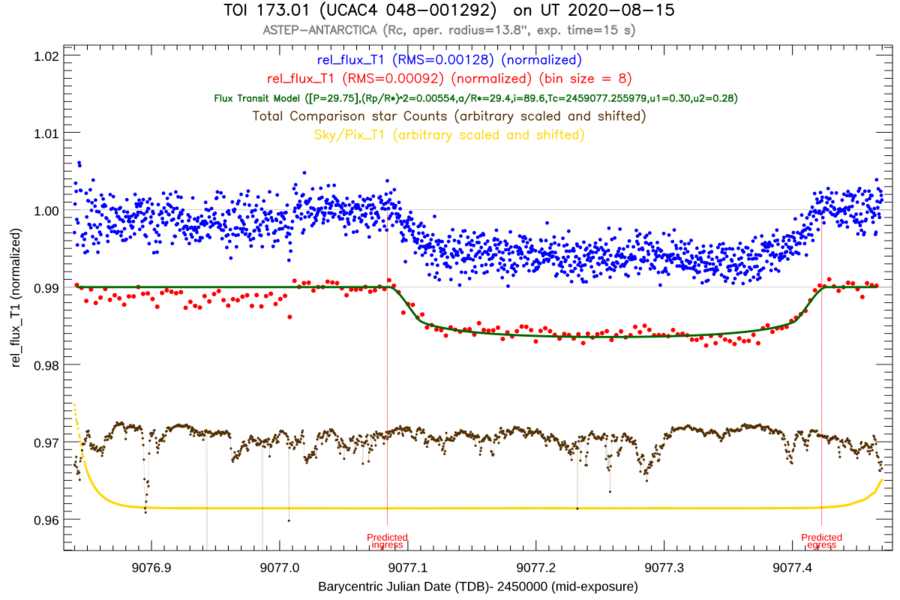 TOI 173.01 (UCAC4 048-001292)  on UT 2020-08-15
ASTEP-ANTARCTICA (Rc, aper. radius=13.8", exp. time=15 s)
rel_flux_T1 (RMS=0.00128) (normalized)
rel_flux_T1 (RMS=0.00092) (normalized) (bin size = 8)
Flux Transit Model ([P=29.75],(Rp/R*)^2=0.00554,a/R*=29.4,i=89.6,Tc=2459077.255979,u1=0.30,u2=0.28)
Total Comparison star Counts (arbitrary scaled and shifted)
Sky/Pix_T1 (arbitrary scaled and shifted)
rel_flux_T1 (normalized)
1.02
1.01
1.00
0.99
0.98
0.97
0.96
Predicted
ingress
Predicted
egress
9076.9
9077.0
9077.1
9077.2
9077.3
9077.4
Barycentric Julian Date (TDB)- 2450000 (mid-exposure)